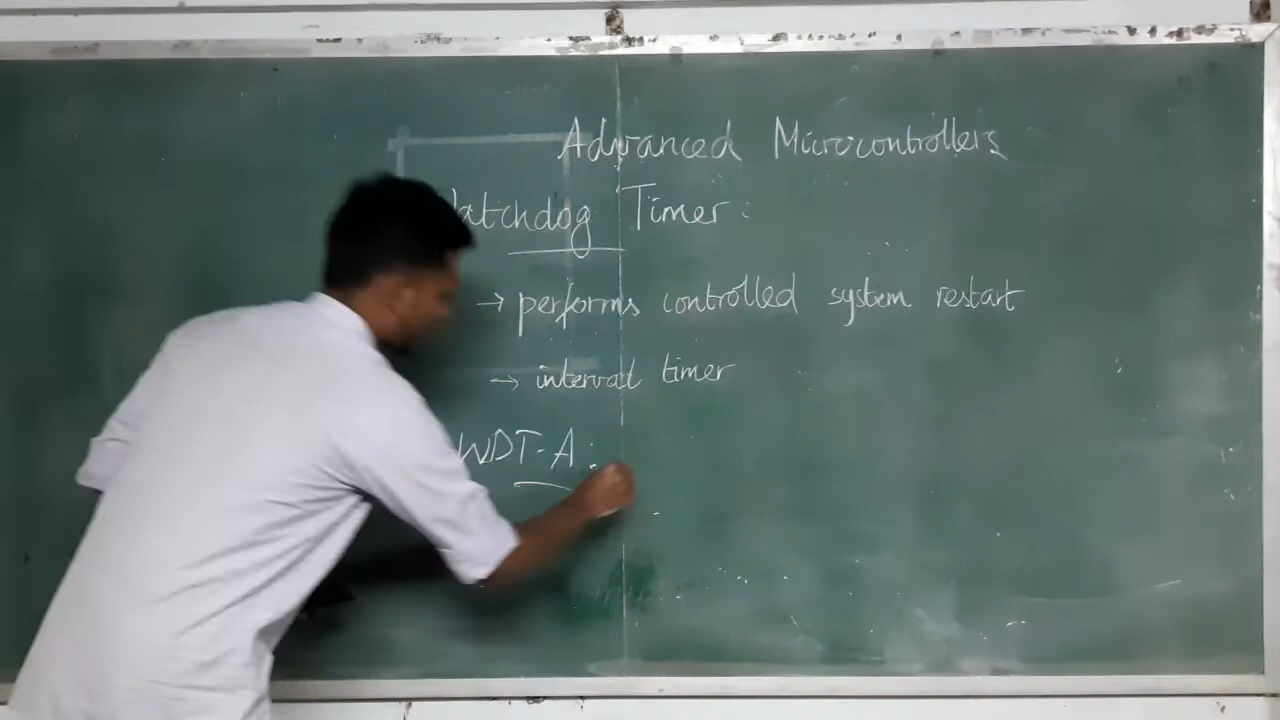 Advanced Microcontrollers
Watchdog Timer:
→ performs controlled system restart
→ interval timer
WDT-A: